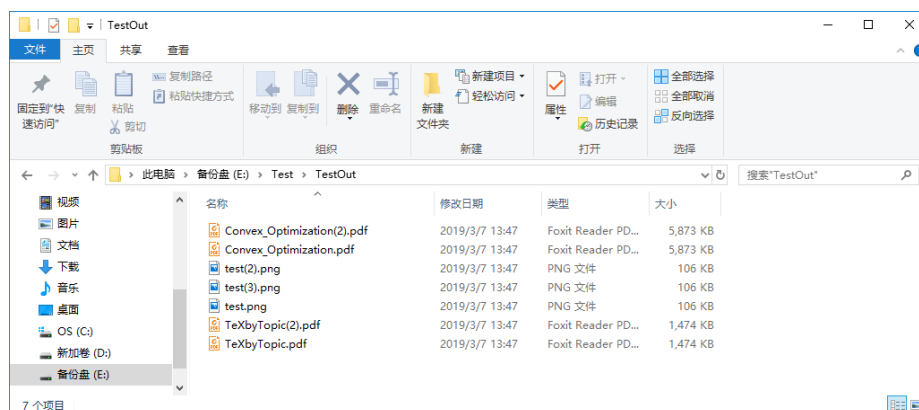 TestOut
文件 主页 共享 查看
固定到"快速访问"
复制
粘贴
复制路径
粘贴快捷方式
剪切
剪贴板
移动到 复制到 删除 重命名
组织
新建文件夹
新建项目
轻松访问
新建
属性
打开
编辑
历史记录
打开
全部选择
全部取消
反向选择
选择
此电脑 › 备份盘 (E:) › Test › TestOut
搜索"TestOut"
视频
图片
文档
下载
音乐
桌面
OS (C:)
新加卷 (D:)
备份盘 (E:)
名称 修改日期 类型 大小
Convex_Optimization(2).pdf 2019/3/7 13:47 Foxit Reader PD... 5,873 KB
Convex_Optimization.pdf 2019/3/7 13:47 Foxit Reader PD... 5,873 KB
test(2).png 2019/3/7 13:47 PNG 文件 106 KB
test(3).png 2019/3/7 13:47 PNG 文件 106 KB
test.png 2019/3/7 13:47 PNG 文件 106 KB
TeXbyTopic(2).pdf 2019/3/7 13:47 Foxit Reader PD... 1,474 KB
TeXbyTopic.pdf 2019/3/7 13:47 Foxit Reader PD... 1,474 KB
7 个项目